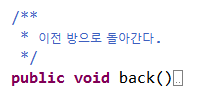 /**
 * 이전 방으로 돌아간다.
 */
public void back()